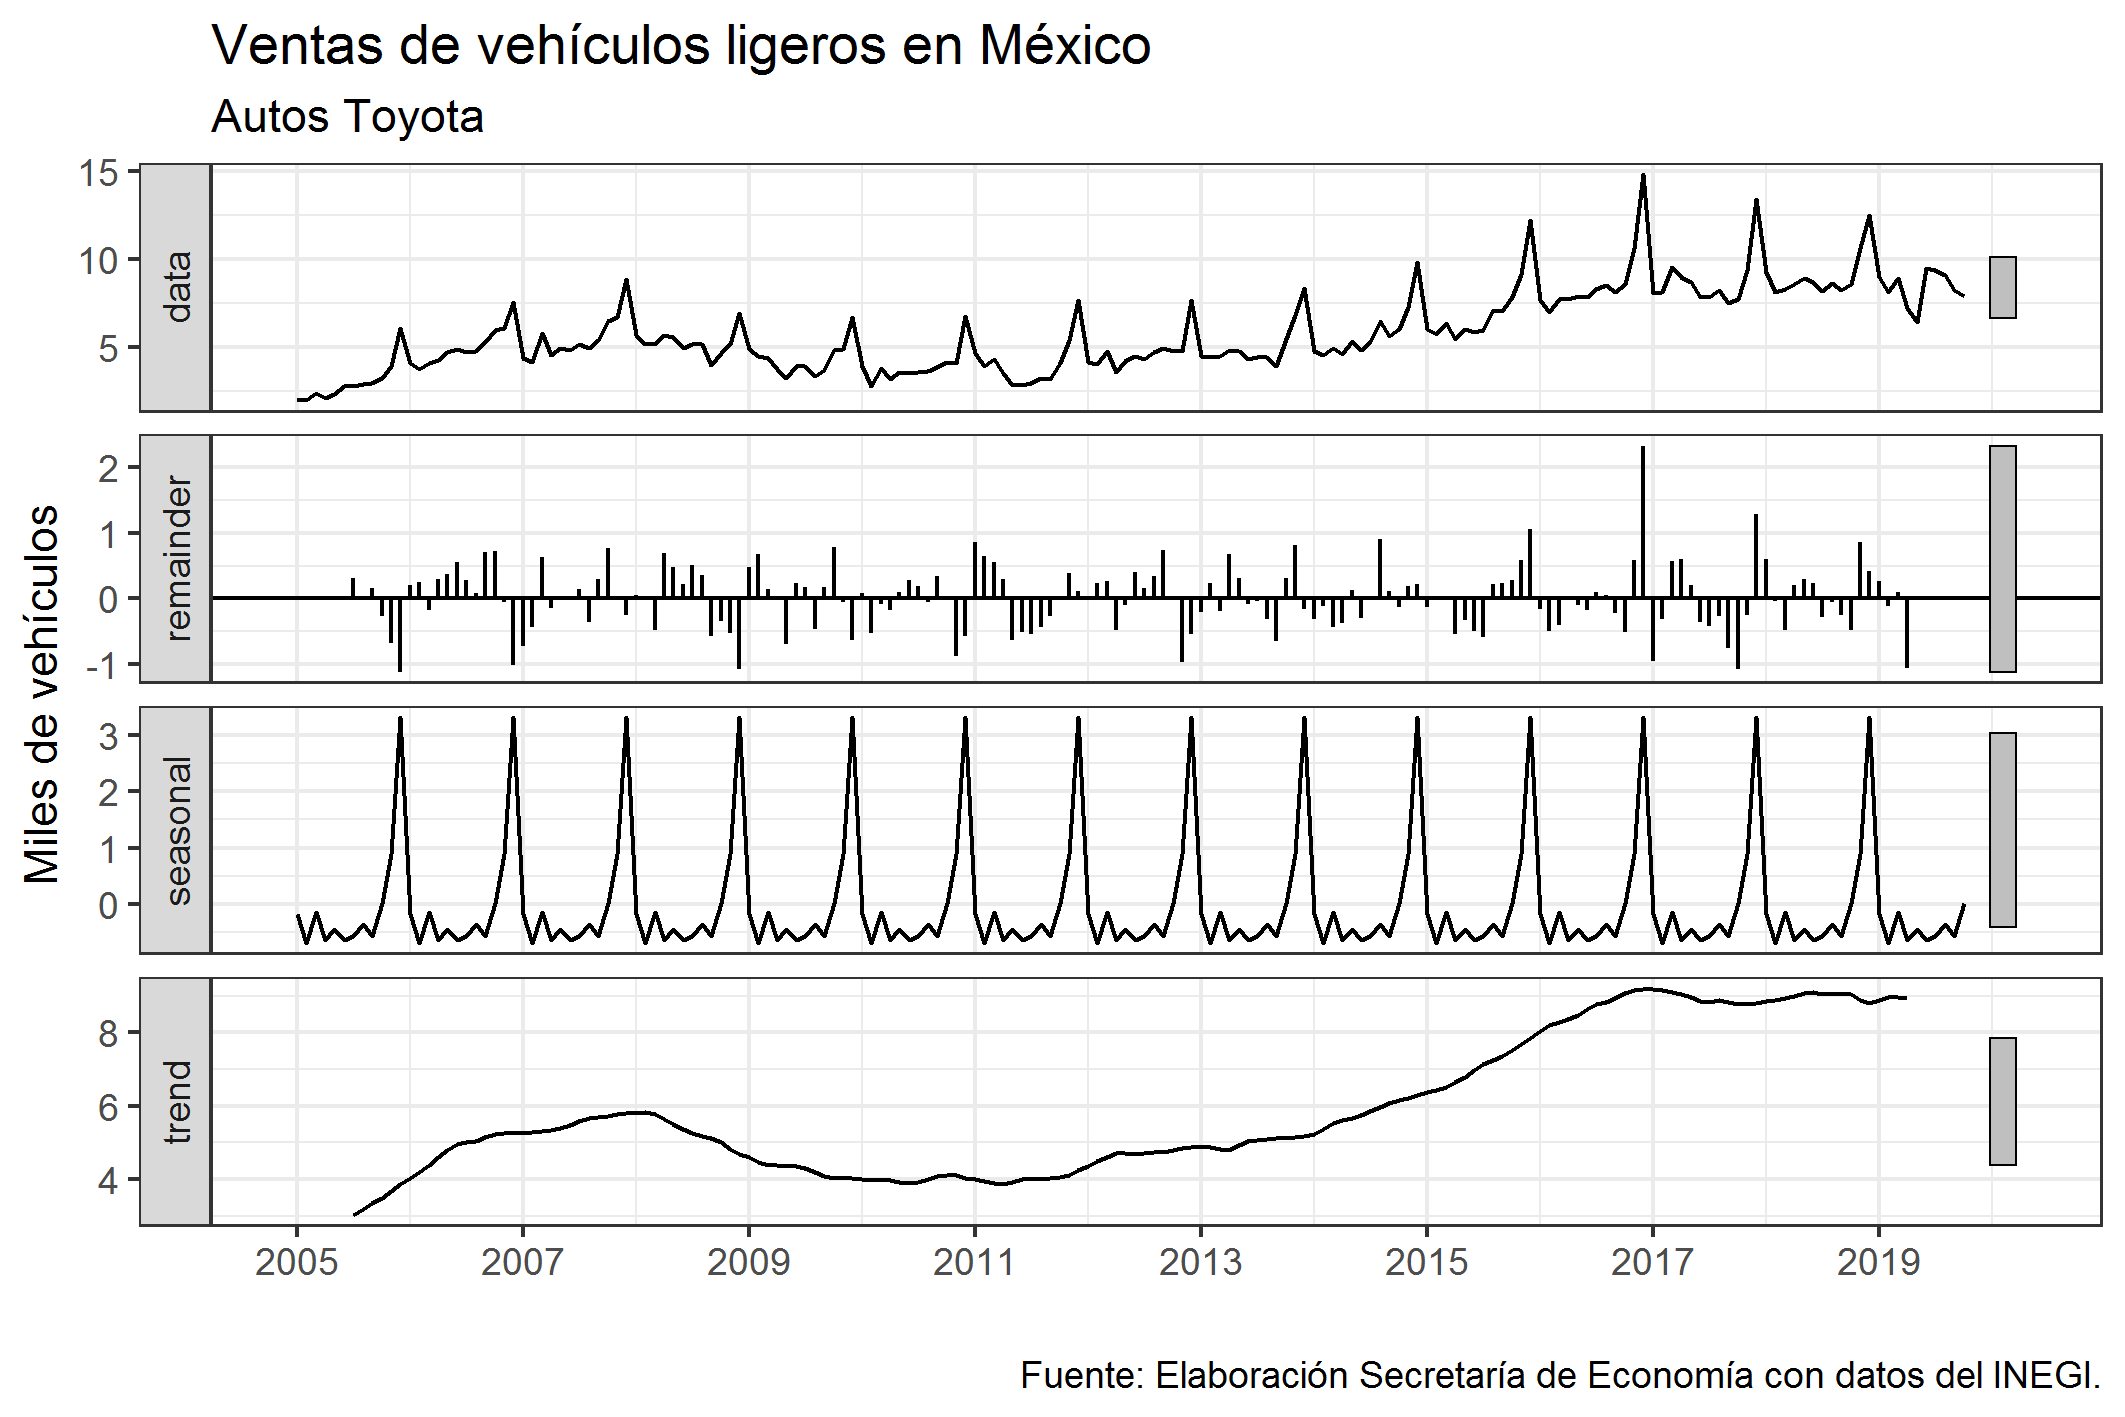 Ventas de vehículos ligeros en México
Autos Toyota
Miles de vehículos
data
15
10
5
remainder
2
1
0
-1
seasonal
3
2
1
0
trend
8
6
4
2005 2007 2009 2011 2013 2015 2017 2019
Fuente: Elaboración Secretaría de Economía con datos del INEGI.